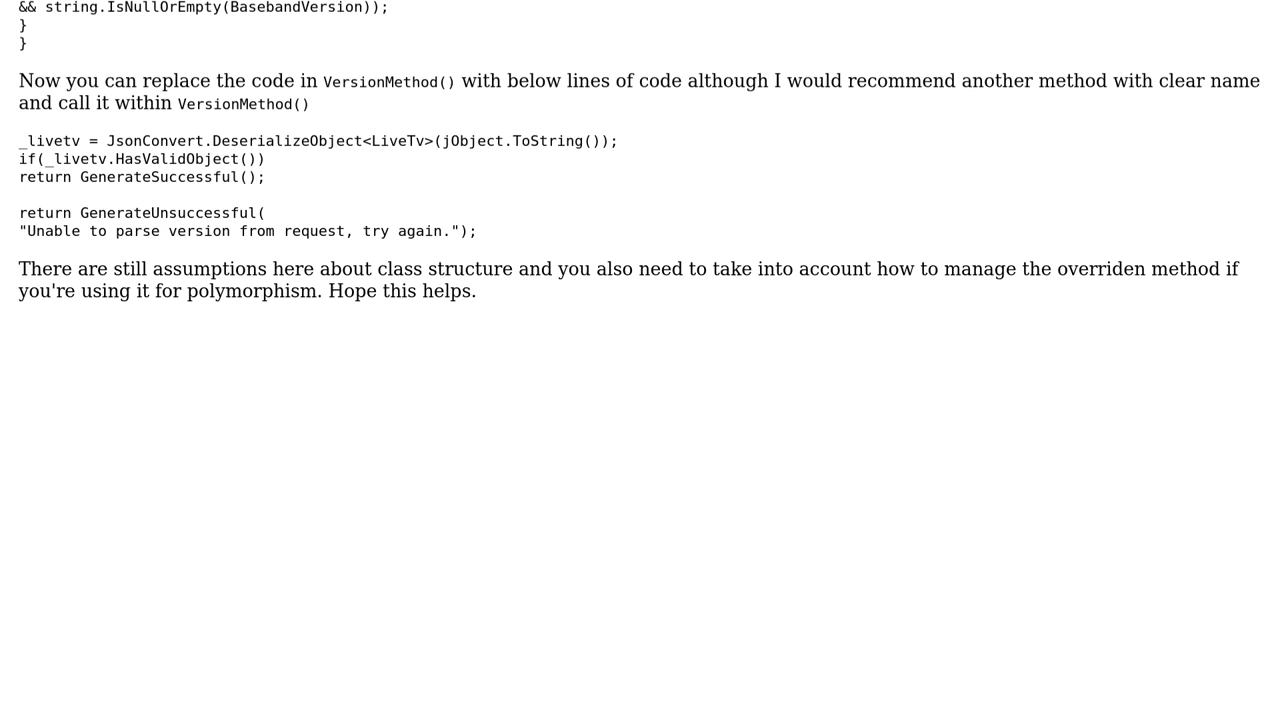 && string.IsNullOrEmpty(BasebandVersion));
}
}
Now you can replace the code in VersionMethod() with below lines of code although I would recommend another method with clear name
and call it within VersionMethod()
_livetv = JsonConvert.DeserializeObject<LiveTv>(jObject.ToString());
if(_livetv.HasValidObject())
return GenerateSuccessful();
return GenerateUnsuccessful(
"Unable to parse version from request, try again.");
There are still assumptions here about class structure and you also need to take into account how to manage the overriden method if
you're using it for polymorphism. Hope this helps.